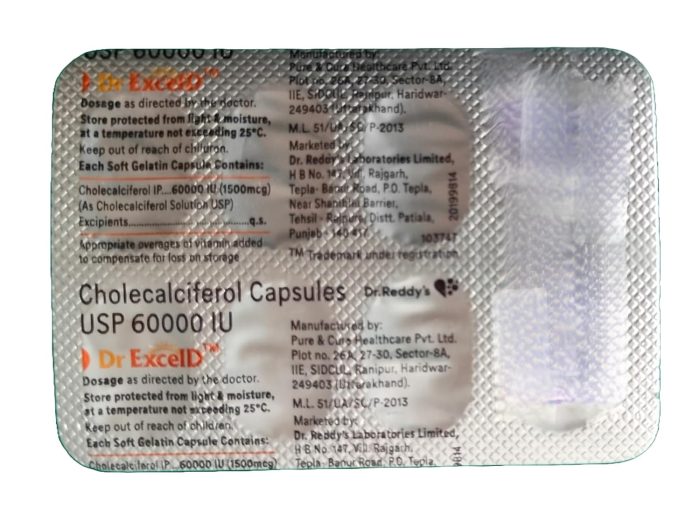 USP 60000 IU
Dr ExcelD™
Dosage as directed by the doctor.
Store protected from light & moisture,
at a temperature not exceeding 25°C.
Keep out of reach of children.
Each Soft Gelatin Capsule Contains:
Cholecalciferol IP...60000 IU (1500mcg)
(As Cholecalciferol Solution USP)
Excipients...q.s.
Appropriate overages of vitamin added
to compensate for loss on storage
Manufactured by:
Pure & Cure Healthcare Pvt. Ltd.
Plot no. 26A, 27-30, Sector-8A,
IIE, SIDCUL, Ranipur, Haridwar-
249403 (Uttarakhand).
M.L. 51/UA/SC/P-2013
Marketed by:
Dr. Reddy's Laboratories Limited,
H B No. 147, Vill. Rajgarh,
Tepla- Banur Road, P.O. Tepla,
Near Shambhu Barrier,
Tehsil - Rajpura, Distt. Patiala,
Punjab - 140 417.
103747
™ Trademark under registration
20199814
Cholecalciferol Capsules
USP 60000 IU
Dr ExcelD™
Dosage as directed by the doctor.
Store protected from light & moisture,
at a temperature not exceeding 25°C.
Keep out of reach of children.
Each Soft Gelatin Capsule Contains:
Cholecalciferol IP...60000 IU (1500mcg)
Dr.Reddy's
Manufactured by:
Pure & Cure Healthcare Pvt. Ltd.
Plot no. 26A, 27-30, Sector-8A,
IIE, SIDCUL, Ranipur, Haridwar-
249403 (Uttarakhand).
M.L. 51/UA/SC/P-2013
Marketed by:
Dr. Reddy's Laboratories Limited,
H B No. 147, Vill. Rajgarh,
Tepla- Banur Road, P.O. Tepla,
9814